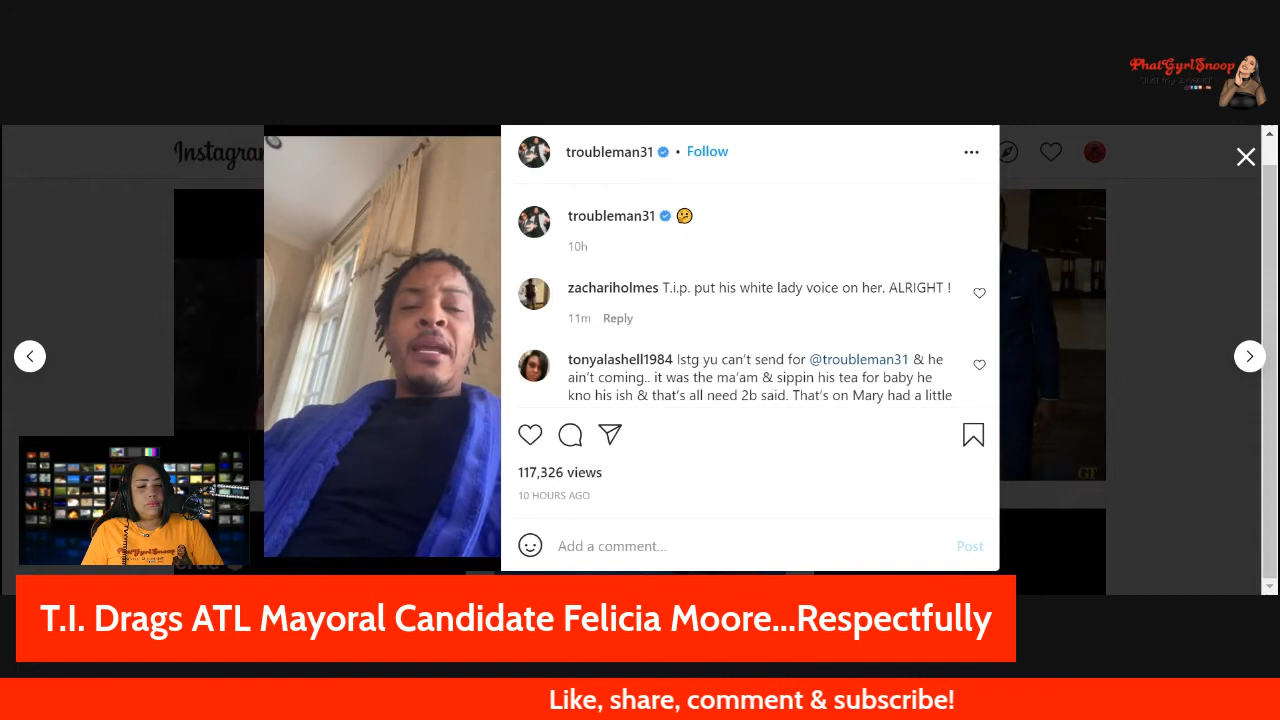 PhatGyrlSnoop
Instagra
troubleman31 • Follow
troubleman31
10h
zachariholmes T.i.p. put his white lady voice on her. ALRIGHT !
11m Reply
tonyalashell1984 Istg yu can't send for @troubleman31 & he
ain't coming.. it was the ma'am & sippin his tea for baby he
kno his ish & that's all need 2b said. That's on Mary had a little
117,326 views
10 HOURS AGO
Add a comment... Post
GT
PhatGyrlSnoop
T.I. Drags ATL Mayoral Candidate Felicia Moore...Respectfully
Like, share, comment & subscribe!